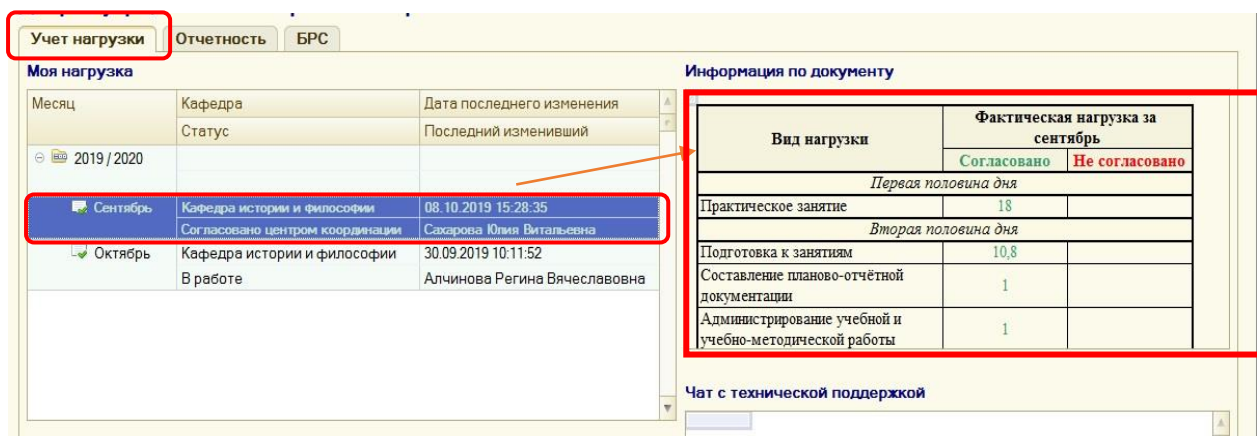 Учет нагрузки Отчетность БРС
Моя нагрузка
Месяц Кафедра Дата последнего изменения
Статус Последний изменивший
2019 / 2020
Сентябрь Кафедра истории и философии 08.10.2019 15:28:35
Согласовано центром координации Сахарова Юлия Витальевна
Октябрь Кафедра истории и философии 30.09.2019 10:11:52
В работе Алчинова Регина Вячеславовна
Информация по документу
Вид нагрузки
Фактическая нагрузка за
сентябрь
Согласовано Не согласовано
Первая половина дня
Практическое занятие 18
Вторая половина дня
Подготовка к занятиям 10,8
Составление планово-отчётной
документации
1
Администрирование учебной и
учебно-методической работы
1
Чат с технической поддержкой